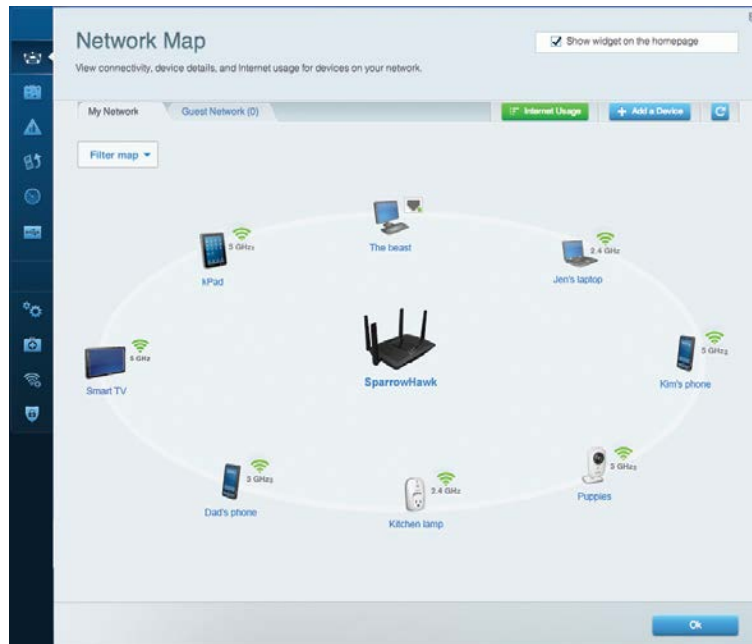 Network Map
Show widget on the homepage
View connectivity, device details, and Internet usage for devices on your network.
My Network
Guest Network (0)
Internet Usage
+ Add a Device
Filter map
The beast
5 GHz
kPad
2.4 GHz
Jen's laptop
5 GHz
Smart TV
SparrowHawk
5 GHz
Kim's phone
5 GHz
Dad's phone
2.4 GHz
Kitchen lamp
5 GHz
Puppies
Ok